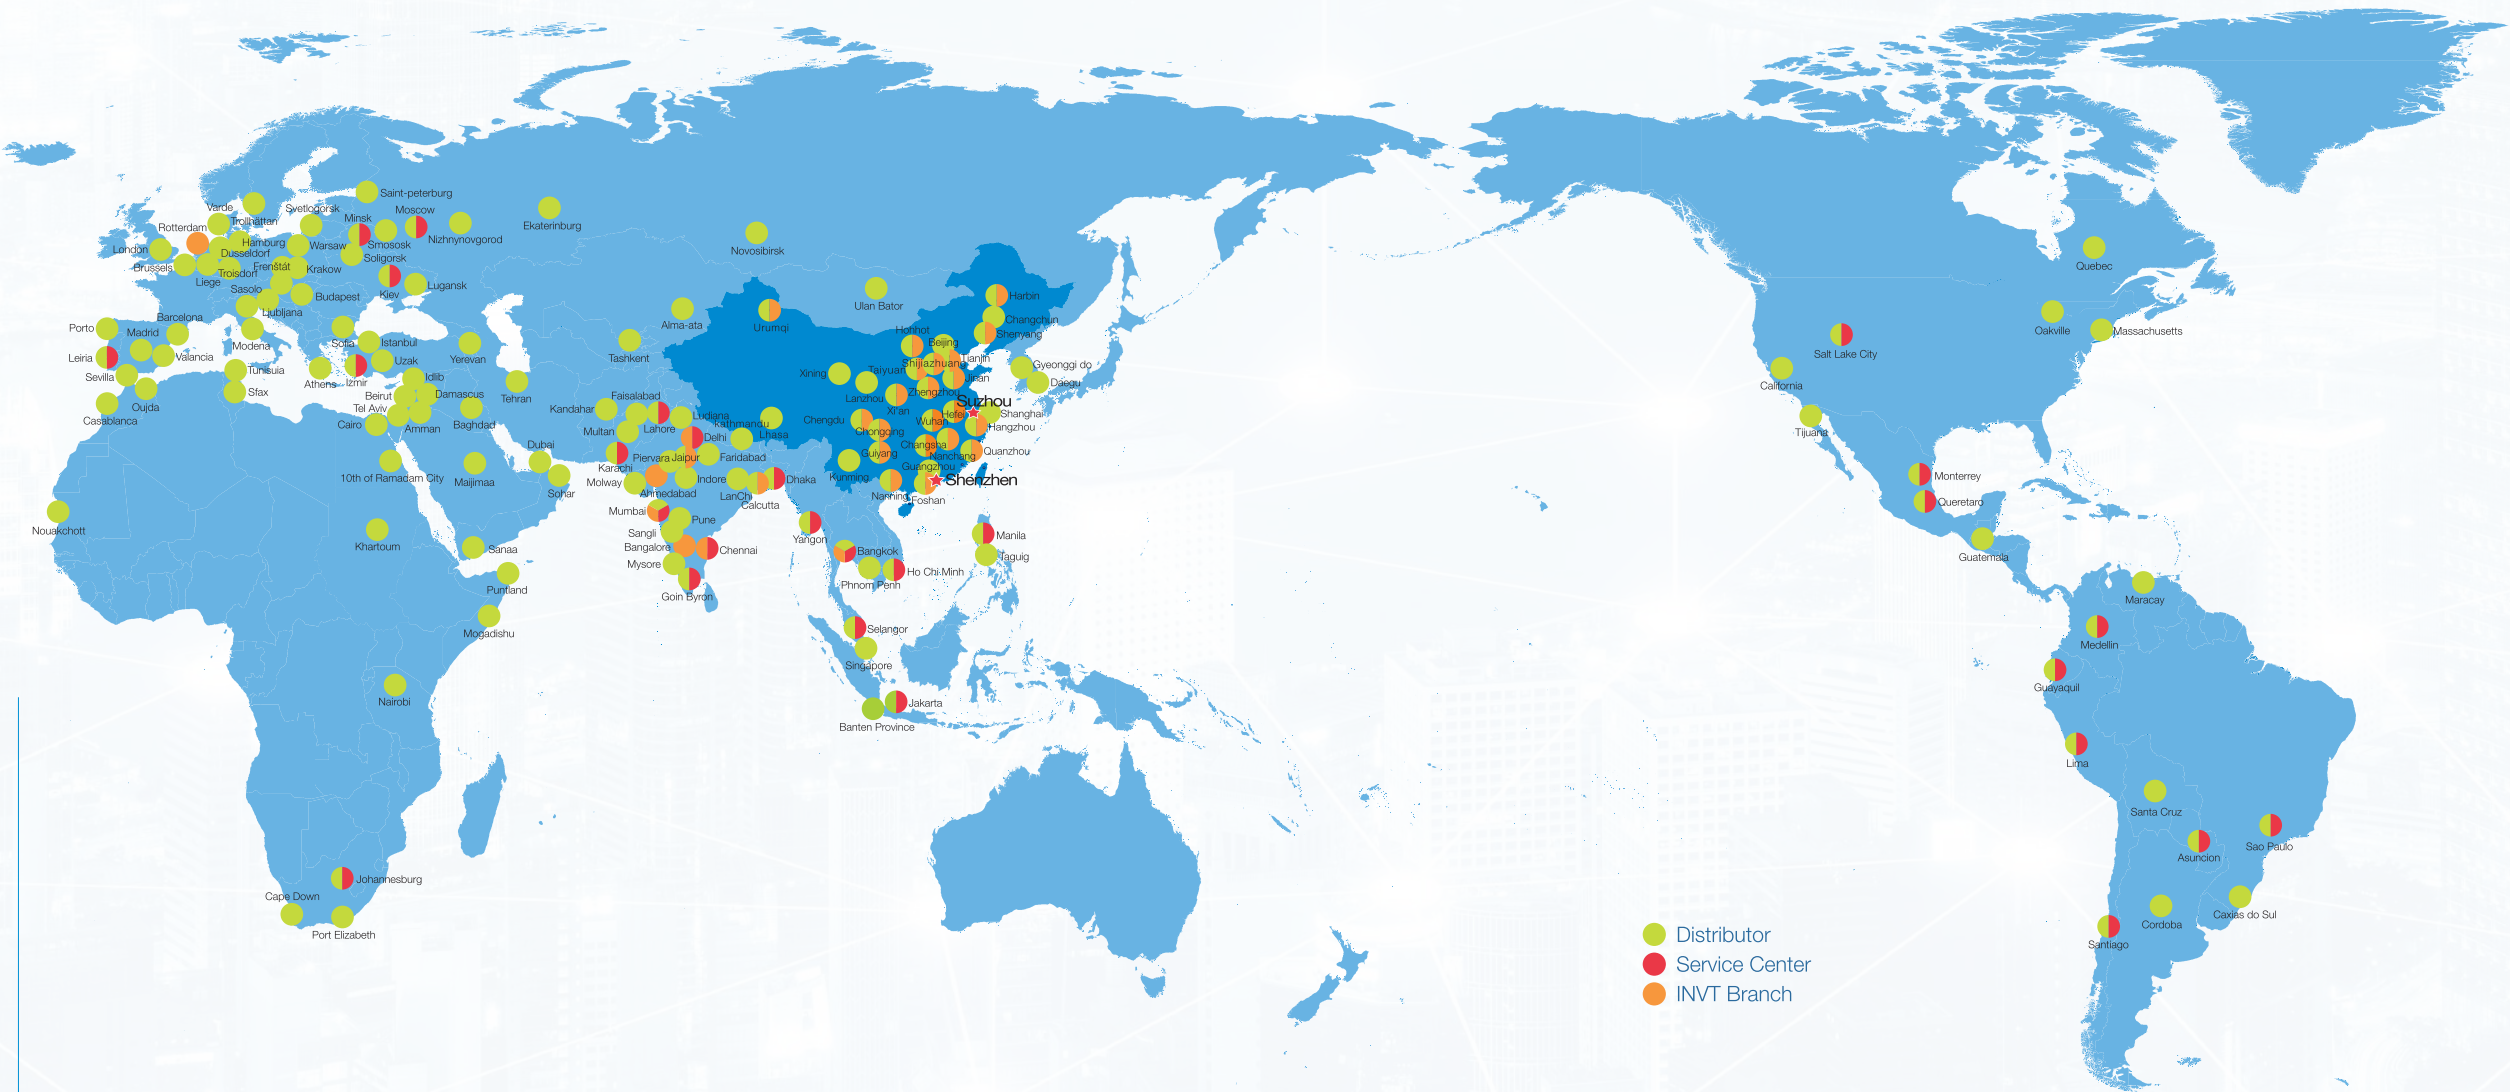 Saint-peterburg
Varde
Trollhattan
Svetlogorsk
Minsk
Moscow
Nizhnynovgorod
Ekaterinburg
Novosibirsk
Rotterdam
London
Hamburg
Warsaw
Smososk
Dusseldorf
Soligorsk
Brussels
Troisdorf
Frenštát
Krakow
Liege
Kiev
Lugansk
Sasolo
Budapest
Ljubljana
Barcelona
Porto
Madrid
Leiria
Valancia
Modena
Sofia
Istanbul
Uzak
Yerevan
Sevilla
Tunisuia
Athens
Izmir
Idlib
Oujda
Sfax
Casablanca
Beirut
Damascus
Tel Aviv
Tehran
Cairo
Amman
Baghdad
10th of Ramadam City
Maijimaa
Dubai
Sohar
Nouakchott
Khartoum
Sanaa
Puntland
Mogadishu
Nairobi
Johannesburg
Cape Down
Port Elizabeth
Alma-ata
Tashkent
Urumqi
Ulan Bator
Harbin
Changchun
Shenyang
Hohhot
Beijing
Tianjin
Shijiazhuang
Taiyuan
Jinan
Xining
Lanzhou
Zhengzhou
Xi'an
Gyeonggi do
Daegu
Suzhou
Shanghai
Hefei
Wuhan
Hangzhou
Chengdu
Chongqing
Changsha
Nanchang
Quanzhou
Guiyang
Guangzhou
Kunming
Shenzhen
Nanning
Foshan
Kandahar
Faisalabad
Ludiana
Lahore
Multan
kathmandu
Lhasa
Delhi
Karachi
Piervara
Jaipur
Faridabad
Molway
Ahmedabad
Indore
LanChi
Calcutta
Dhaka
Mumbai
Pune
Sangli
Bangalore
Chennai
Mysore
Goin Byron
Yangon
Bangkok
Phnom Penh
Ho Chi Minh
Manila
Taguig
Selangor
Singapore
Jakarta
Banten Province
Quebec
Oakville
Massachusetts
Salt Lake City
California
Tijuana
Monterrey
Queretaro
Guatemala
Maracay
Medellin
Guayaquil
Lima
Santa Cruz
Sao Paulo
Asuncion
Caxias do Sul
Cordoba
Santiago
Distributor
Service Center
INVT Branch